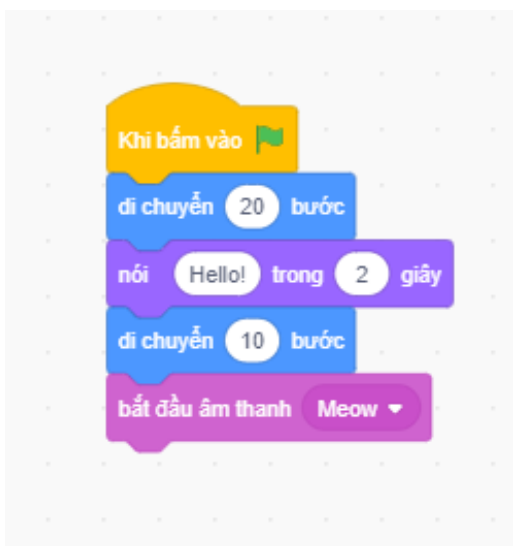 Khi bấm vào
di chuyển 20 bước
nói Hello! trong 2 giây
di chuyển 10 bước
bắt đầu âm thanh Meow